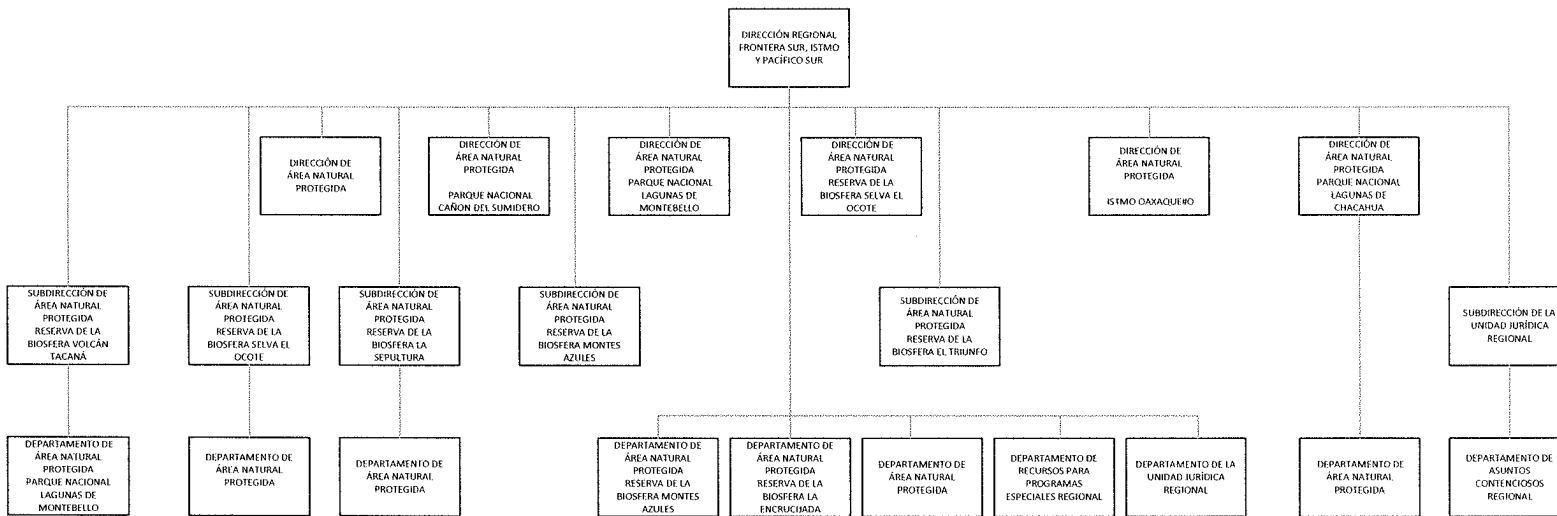 DIRECCIÓN REGIONAL
FRONTERA SUR, ISTMO
Y PACÍFICO SUR
DIRECCIÓN DE
ÁREA NATURAL
PROTEGIDA
DIRECCIÓN DE
ÁREA NATURAL
PROTEGIDA
PARQUE NACIONAL
CAÑON DEL SUMIDERO
DIRECCIÓN DE
ÁREA NATURAL
PROTEGIDA
PARQUE NACIONAL
LAGUNAS DE
MONTEBELLO
DIRECCIÓN DE
ÁREA NATURAL
PROTEGIDA
RESERVA DE LA
BIOSFERA SELVA EL
OCOTE
DIRECCIÓN DE
ÁREA NATURAL
PROTEGIDA
ISTMO OAXAQUEÑO
DIRECCIÓN DE
ÁREA NATURAL
PROTEGIDA
PARQUE NACIONAL
LAGUNAS DE
CHACAHUA
SUBDIRECCIÓN DE
ÁREA NATURAL
PROTEGIDA
RESERVA DE LA
BIOSFERA VOLCÁN
TACANÁ
SUBDIRECCIÓN DE
ÁREA NATURAL
PROTEGIDA
RESERVA DE LA
BIOSFERA SELVA EL
OCOTE
SUBDIRECCIÓN DE
ÁREA NATURAL
PROTEGIDA
RESERVA DE LA
BIOSFERA LA
SEPULTURA
SUBDIRECCIÓN DE
ÁREA NATURAL
PROTEGIDA
RESERVA DE LA
BIOSFERA MONTES
AZULES
SUBDIRECCIÓN DE
ÁREA NATURAL
PROTEGIDA
RESERVA DE LA
BIOSFERA EL TRIUNFO
SUBDIRECCIÓN DE LA
UNIDAD JURÍDICA
REGIONAL
DEPARTAMENTO DE
ÁREA NATURAL
PROTEGIDA
PARQUE NACIONAL
LAGUNAS DE
MONTEBELLO
DEPARTAMENTO DE
ÁREA NATURAL
PROTEGIDA
DEPARTAMENTO DE
ÁREA NATURAL
PROTEGIDA
DEPARTAMENTO DE
ÁREA NATURAL
PROTEGIDA
RESERVA DE LA
BIOSFERA MONTES
AZULES
DEPARTAMENTO DE
ÁREA NATURAL
PROTEGIDA
RESERVA DE LA
BIOSFERA LA
ENCRUCIJADA
DEPARTAMENTO DE
ÁREA NATURAL
PROTEGIDA
DEPARTAMENTO DE
RECURSOS PARA
PROGRAMAS
ESPECIALES REGIONAL
DEPARTAMENTO DE LA
UNIDAD JURÍDICA
REGIONAL
DEPARTAMENTO DE
ÁREA NATURAL
PROTEGIDA
DEPARTAMENTO DE
ASUNTOS
CONTENCIOSOS
REGIONAL